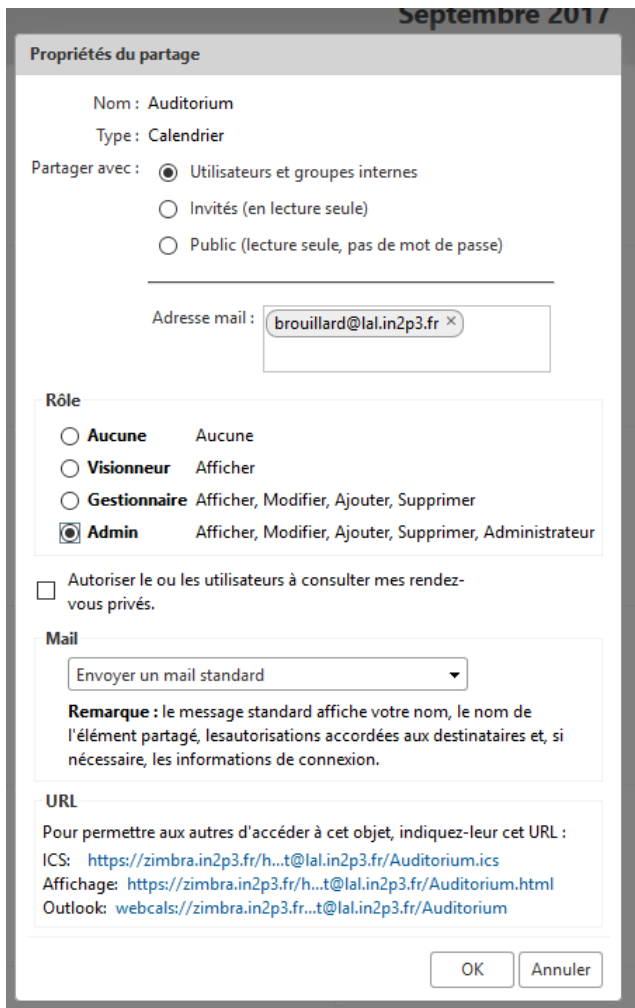 Septembre 2017
Propriétés du partage
Nom : Auditorium
Type : Calendrier
Partager avec : Utilisateurs et groupes internes
Invités (en lecture seule)
Public (lecture seule, pas de mot de passe)
Adresse mail : brouillard@lal.in2p3.fr ×
Rôle
Aucune Aucune
Visionneur Afficher
Gestionnaire Afficher, Modifier, Ajouter, Supprimer
Admin Afficher, Modifier, Ajouter, Supprimer, Administrateur
Autoriser le ou les utilisateurs à consulter mes rendez-
vous privés.
Mail
Envoyer un mail standard
Remarque : le message standard affiche votre nom, le nom de
l'élément partagé, lesautorisations accordées aux destinataires et, si
nécessaire, les informations de connexion.
URL
Pour permettre aux autres d'accéder à cet objet, indiquez-leur cet URL :
ICS: https://zimbra.in2p3.fr/h...t@lal.in2p3.fr/Auditorium.ics
Affichage: https://zimbra.in2p3.fr/h...t@lal.in2p3.fr/Auditorium.html
Outlook: webcals://zimbra.in2p3.fr...t@lal.in2p3.fr/Auditorium
OK Annuler